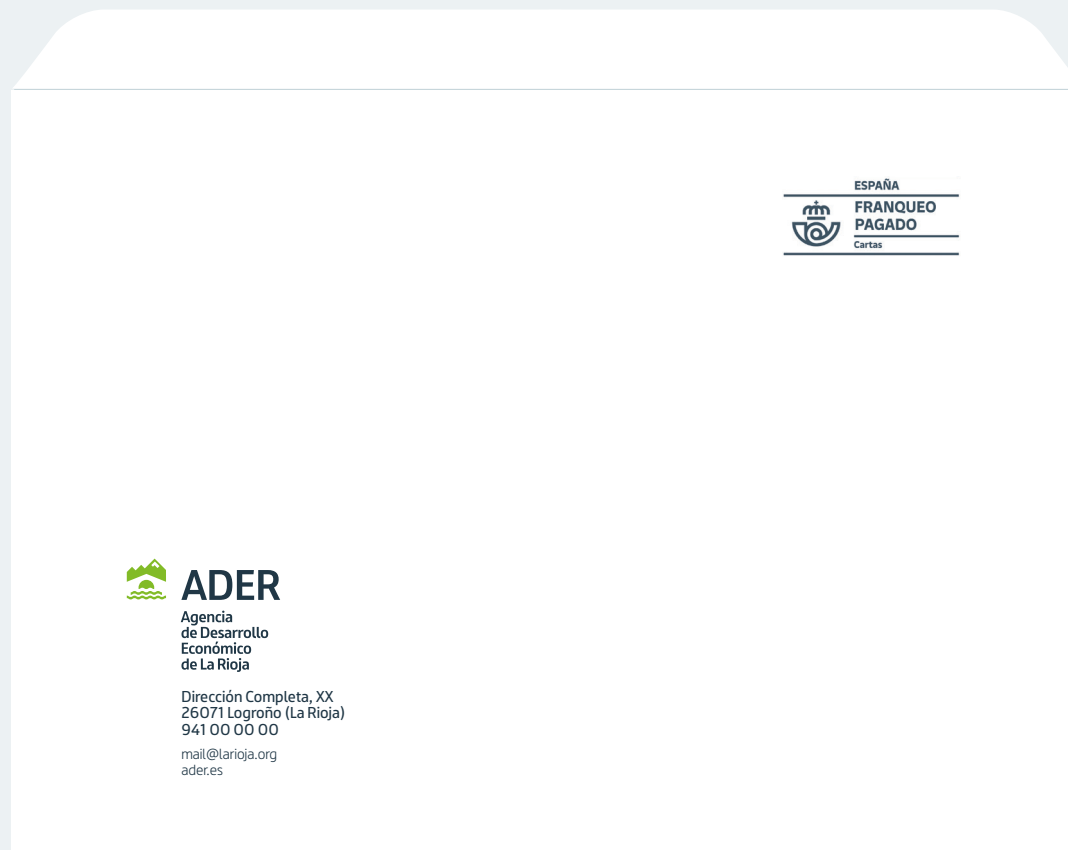 ESPAÑA
FRANQUEO
PAGADO
Cartas
ADER
Agencia
de Desarrollo
Económico
de La Rioja
Dirección Completa, XX
26071 Logroño (La Rioja)
941 00 00 00
mail@larioja.org
ader.es